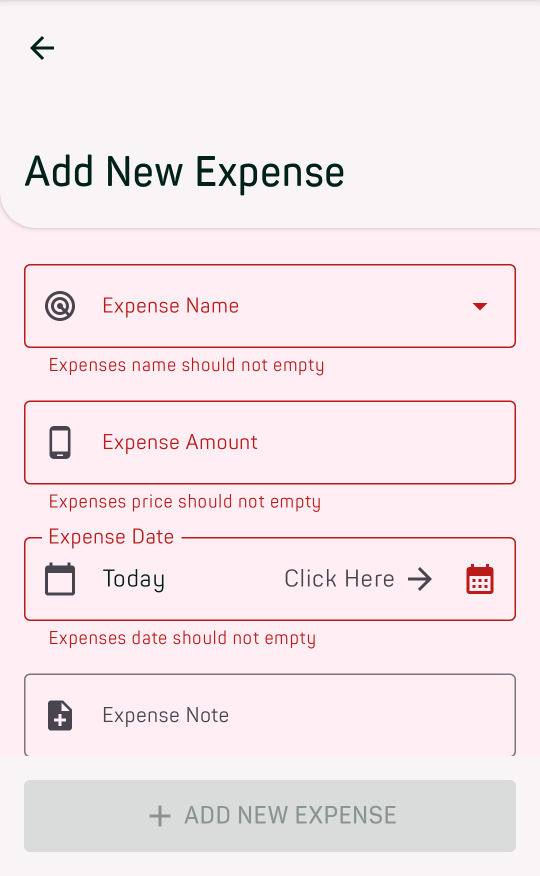 Add New Expense
Expense Name
Expenses name should not empty
Expense Amount
Expenses price should not empty
Expense Date
Today Click Here
Expenses date should not empty
Expense Note
ADD NEW EXPENSE